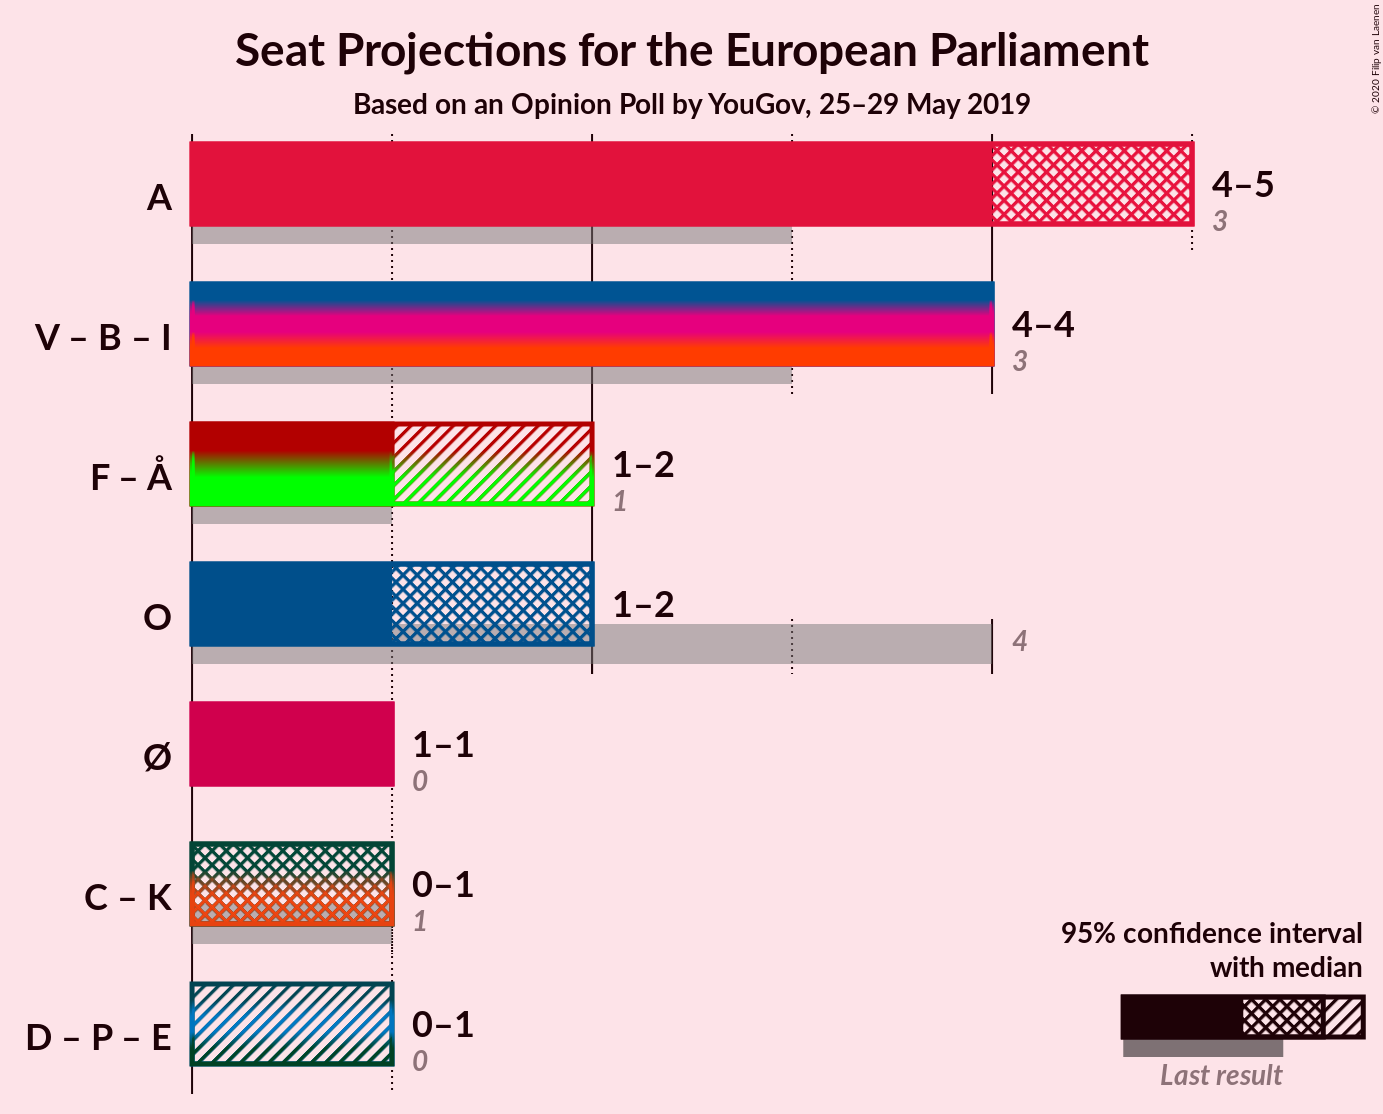 Seat Projections for the European Parliament
Based on an Opinion Poll by YouGov, 25–29 May 2019
© 2020 Filip van Laenen
A
4–5
3
V – B – I
4–4
3
F – Å
1–2
1
O
1–2
4
Ø
1–1
0
C – K
0–1
1
D – P – E
0–1
0
95% confidence interval
with median
Last result